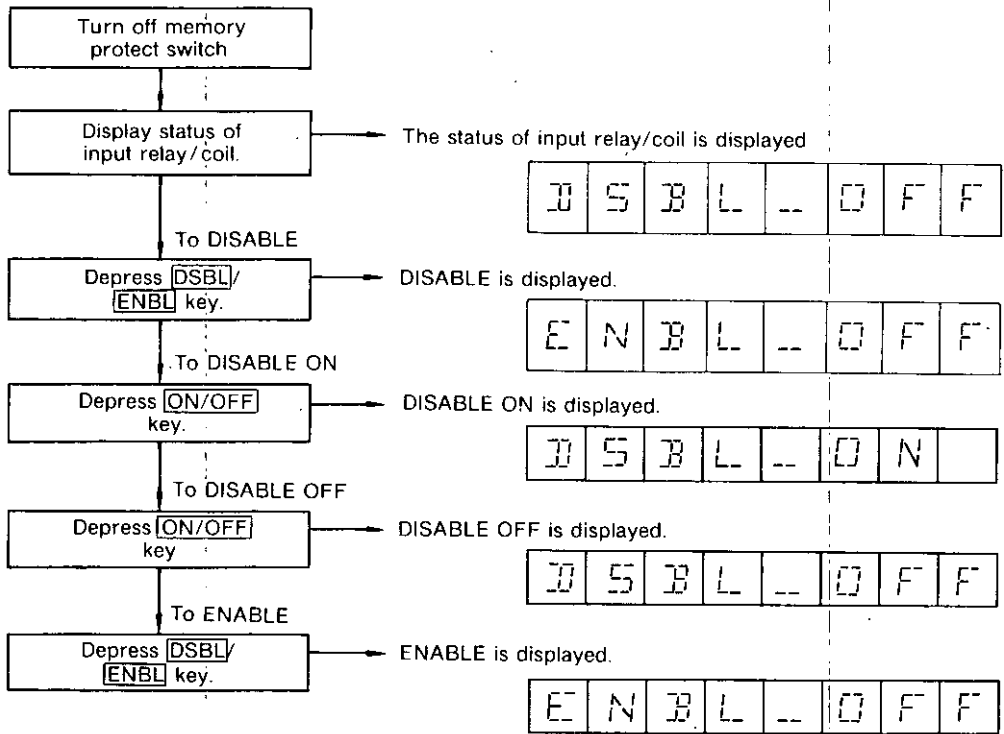 Turn off memory
protect switch
Display status of
input relay/coil.
The status of input relay/coil is displayed
DSBL_OFF
To DISABLE
Depress DSBL/
ENBL key.
DISABLE is displayed.
ENBL_OFF
To DISABLE ON
Depress ON/OFF
key.
DISABLE ON is displayed.
DSBL_ON
To DISABLE OFF
Depress ON/OFF
key
DISABLE OFF is displayed.
DSBL_OFF
To ENABLE
Depress DSBL/
ENBL key.
ENABLE is displayed.
ENBL_OFF